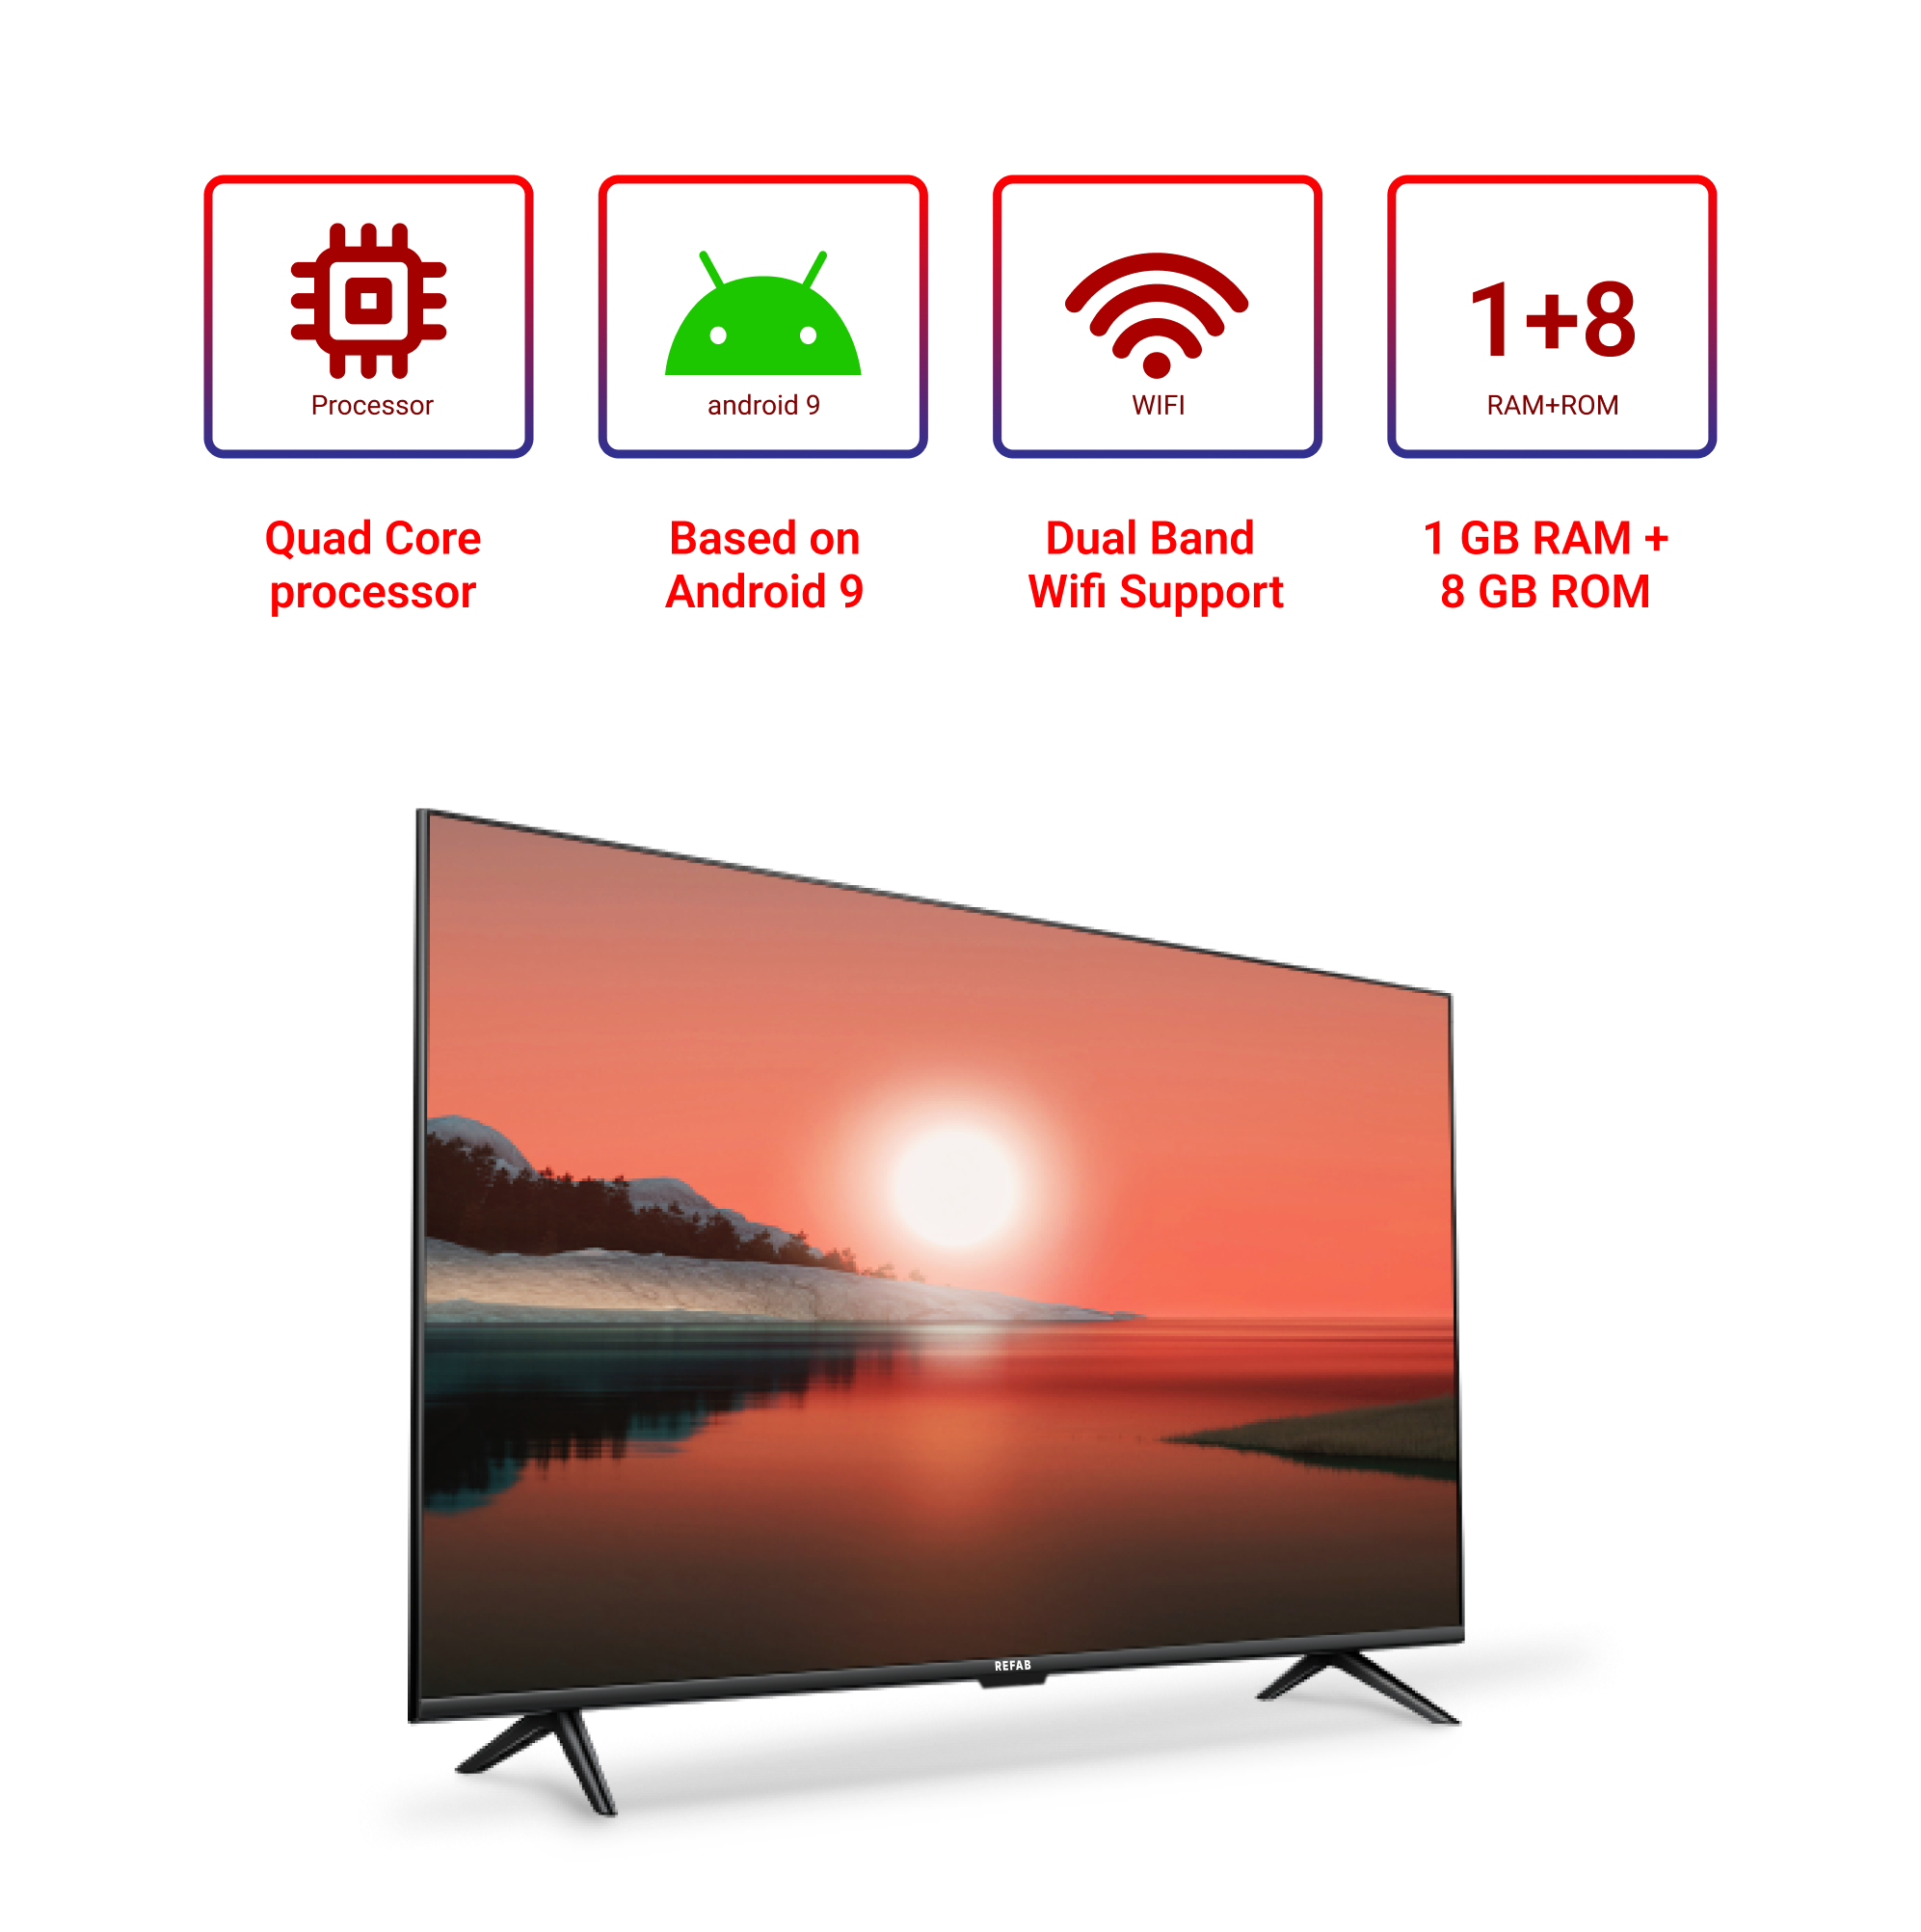 1+8
Processor
android 9
WIFI
RAM+ROM
Quad Core
processor
Based on
Android 9
Dual Band
Wifi Support
1 GB RAM +
8 GB ROM
REFAB